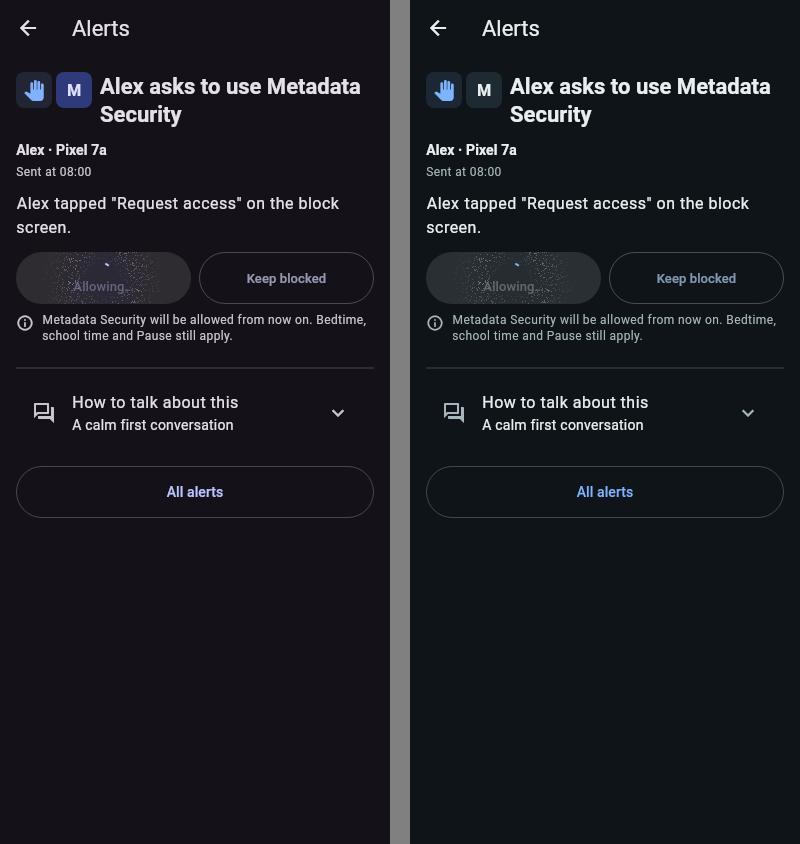 Alerts
M
Alex asks to use Metadata
Security
Alex · Pixel 7a
Sent at 08:00
Alex tapped "Request access" on the block
screen.
Allowing…
Keep blocked
Metadata Security will be allowed from now on. Bedtime,
school time and Pause still apply.
How to talk about this
A calm first conversation
All alerts
Alerts
M
Alex asks to use Metadata
Security
Alex · Pixel 7a
Sent at 08:00
Alex tapped "Request access" on the block
screen.
Allowing…
Keep blocked
Metadata Security will be allowed from now on. Bedtime,
school time and Pause still apply.
How to talk about this
A calm first conversation
All alerts